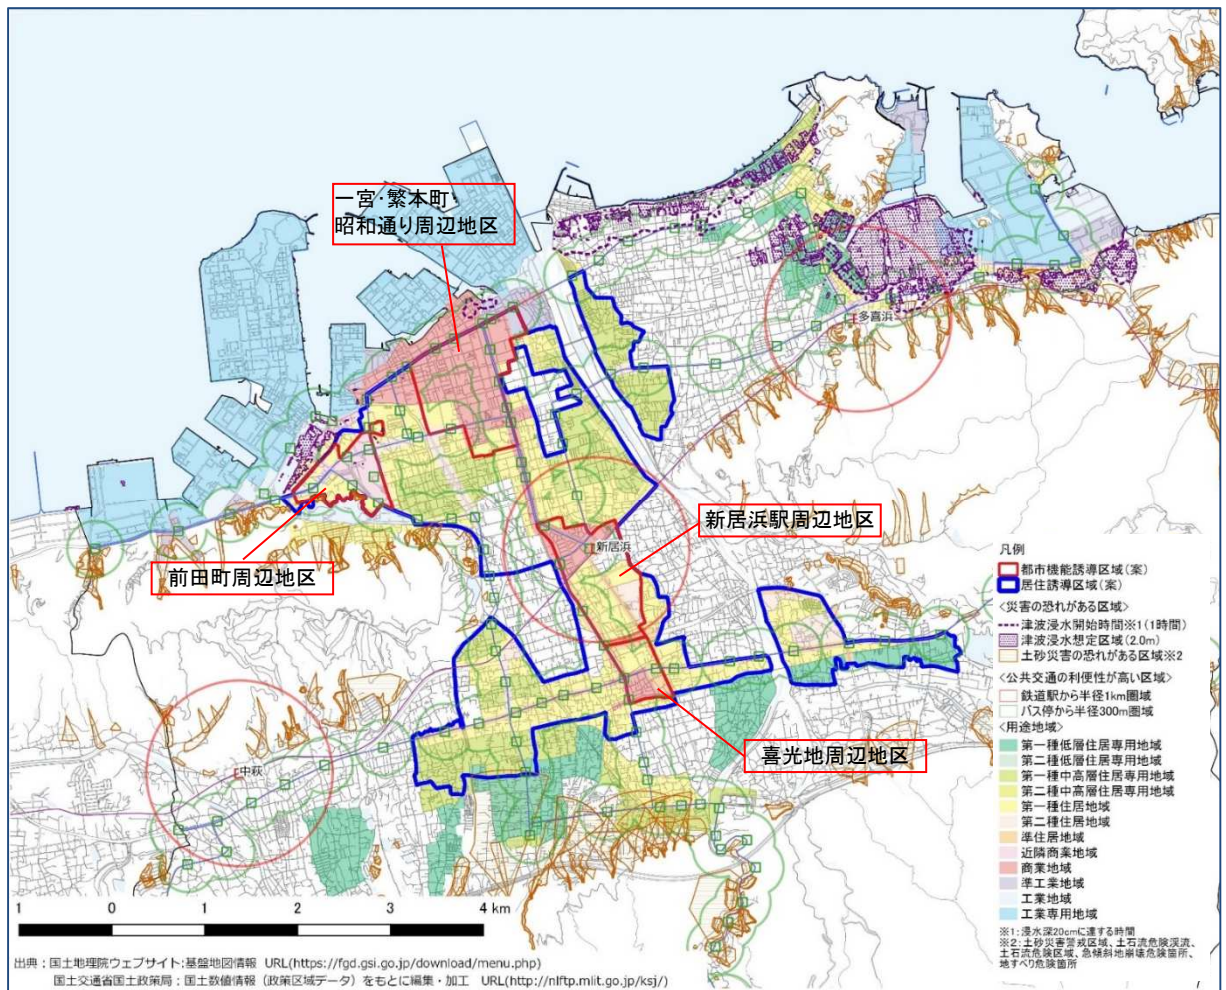 一宮・繁本町
昭和通り周辺地区
多喜浜
新居浜駅周辺地区
新居浜
前田町周辺地区
喜光地周辺地区
中萩
凡例
都市機能誘導区域(案)
居住誘導区域(案)
<災害の恐れがある区域>
津波浸水開始時間※1(1時間)
津波浸水想定区域(2.0m)
土砂災害の恐れがある区域※2
<公共交通の利便性が高い区域>
鉄道駅から半径1km圏域
バス停から半径300m圏域
<用途地域>
第一種低層住居専用地域
第二種低層住居専用地域
第一種中高層住居専用地域
第二種中高層住居専用地域
第一種住居地域
第二種住居地域
準住居地域
近隣商業地域
商業地域
準工業地域
工業地域
工業専用地域
※1:浸水深20cmに達する時間
※2:土砂災害警戒区域、土石流危険渓流、
土石流危険区域、急傾斜地崩壊危険箇所、
地すべり危険箇所
1 0 1 2 3 4 km
出典:国土地理院ウェブサイト:基盤地図情報 URL(https://fgd.gsi.go.jp/download/menu.php)
国土交通省国土政策局:国土数値情報(政策区域データ)をもとに編集・加工 URL(http://nlftp.mlit.go.jp/ksj/)